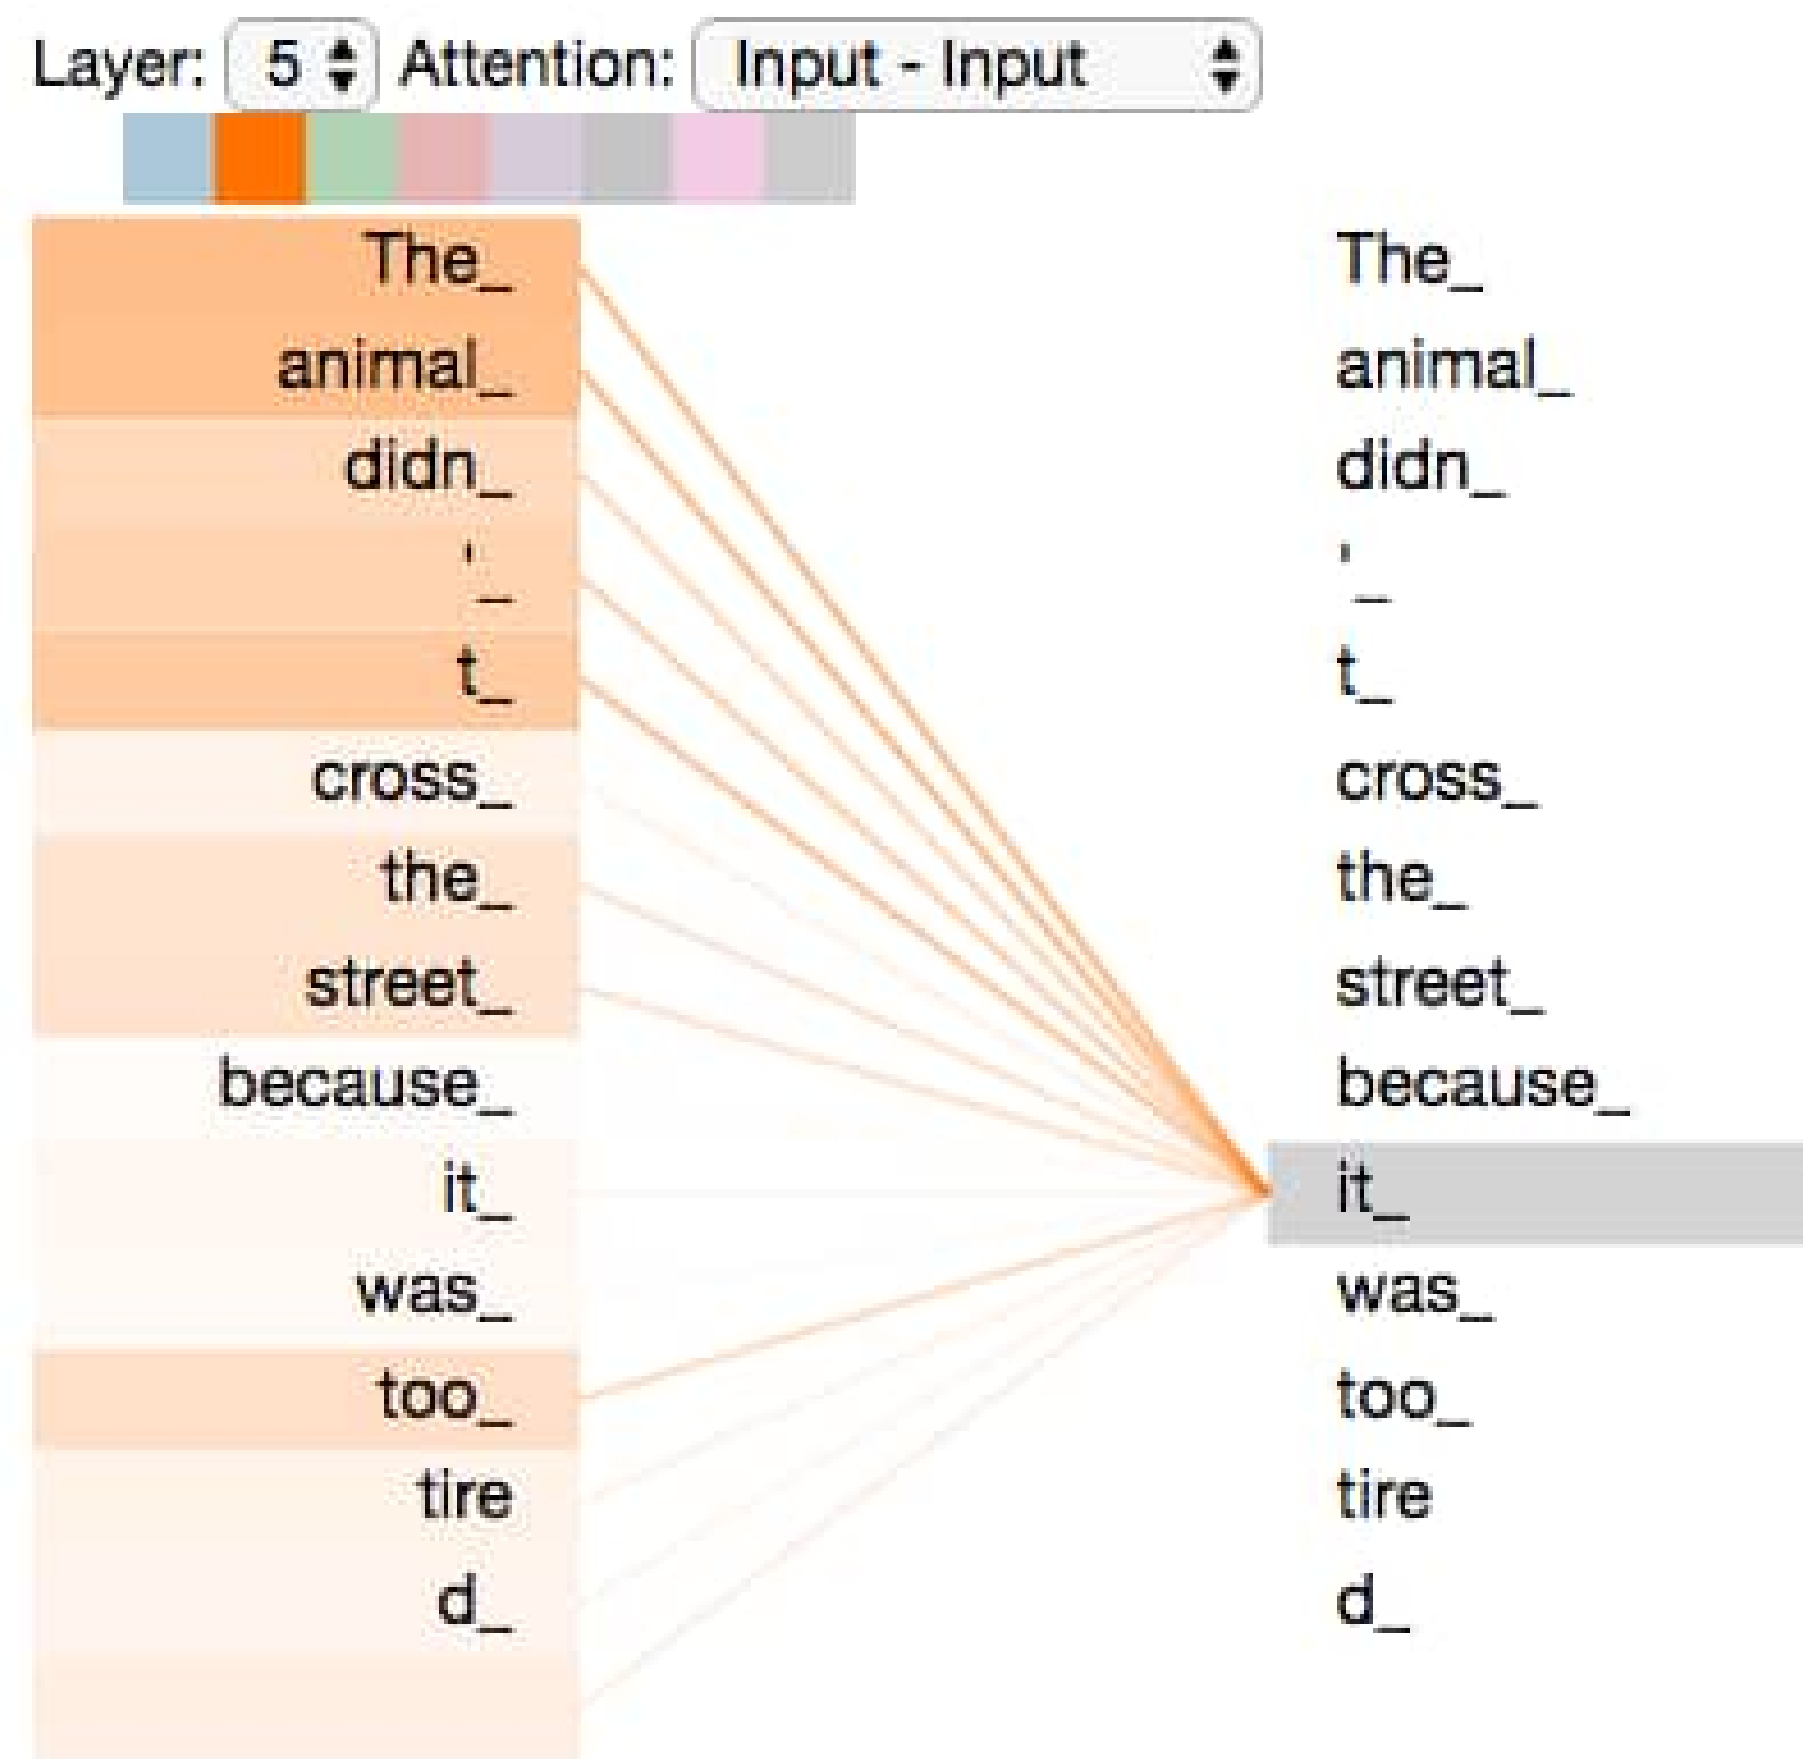 Layer: 5 Attention: Input - Input
The_ The_
animal_ animal_
didn_ didn_
'_ '_
t_ t_
cross_ cross_
the_ the_
street_ street_
because_ because_
it_ it_
was_ was_
too_ too_
tire tire
d_ d_